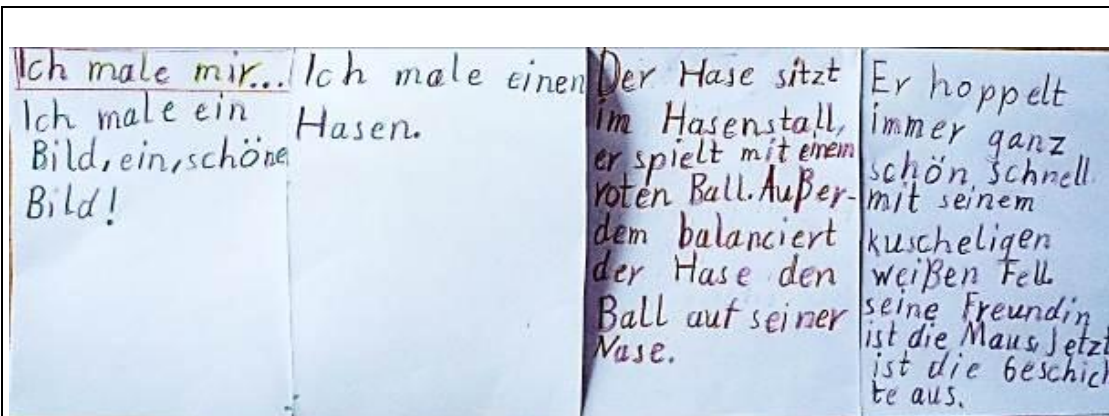 Ich male mir...
Ich male ein
Bild, ein, schöne
Bild!
Ich male einen
Hasen.
Der Hase sitzt
im Hasenstall,
er spielt mit einem
roten Ball. Außer-
dem balanciert
der Hase den
Ball auf seiner
Nase.
Er hoppelt
immer ganz
schön schnell
mit seinem
kuscheligen
weißen Fell.
seine Freundin
ist die Maus, Jetzt
ist die Geschich
te aus.